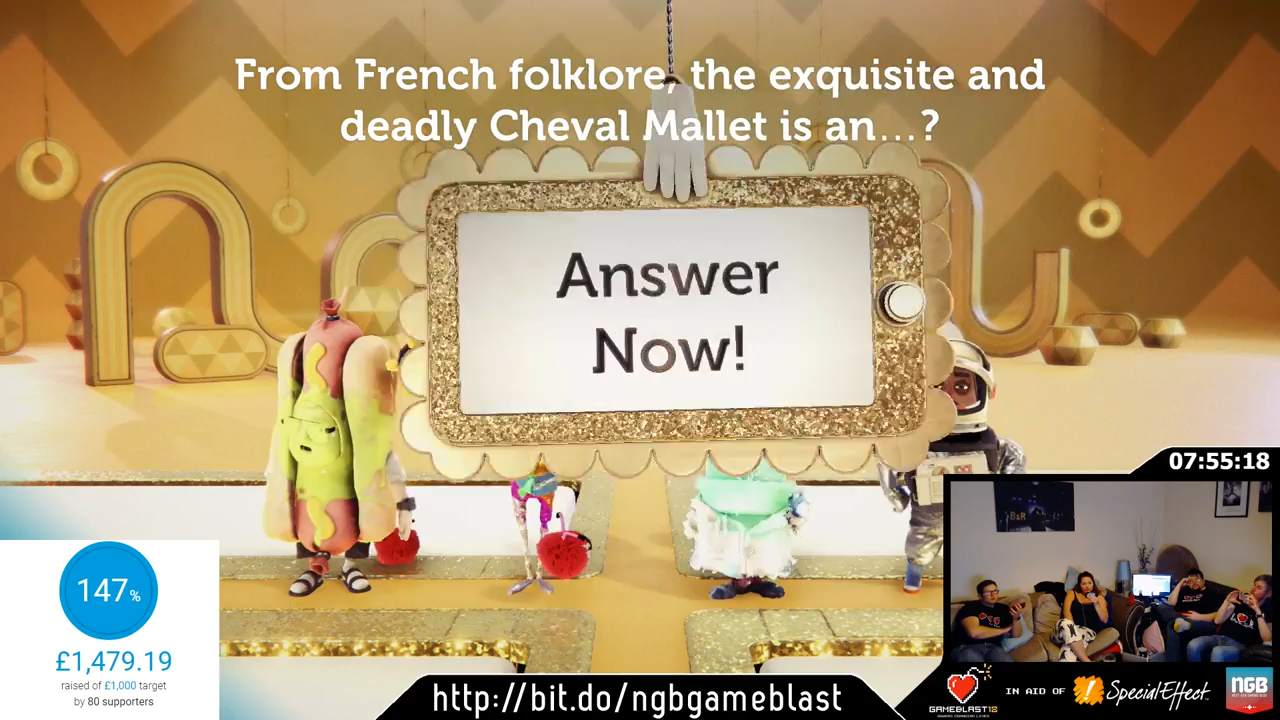 From French folklore, the exquisite and
deadly Cheval Mallet is an...?
Answer
Now!
07:55:18
B&R
147%
£1,479.19
raised of £1,000 target
by 80 supporters
http://bit.do/ngbgameblast
GAMEBLAST18
IN AID OF
SpecialEffect
NGB